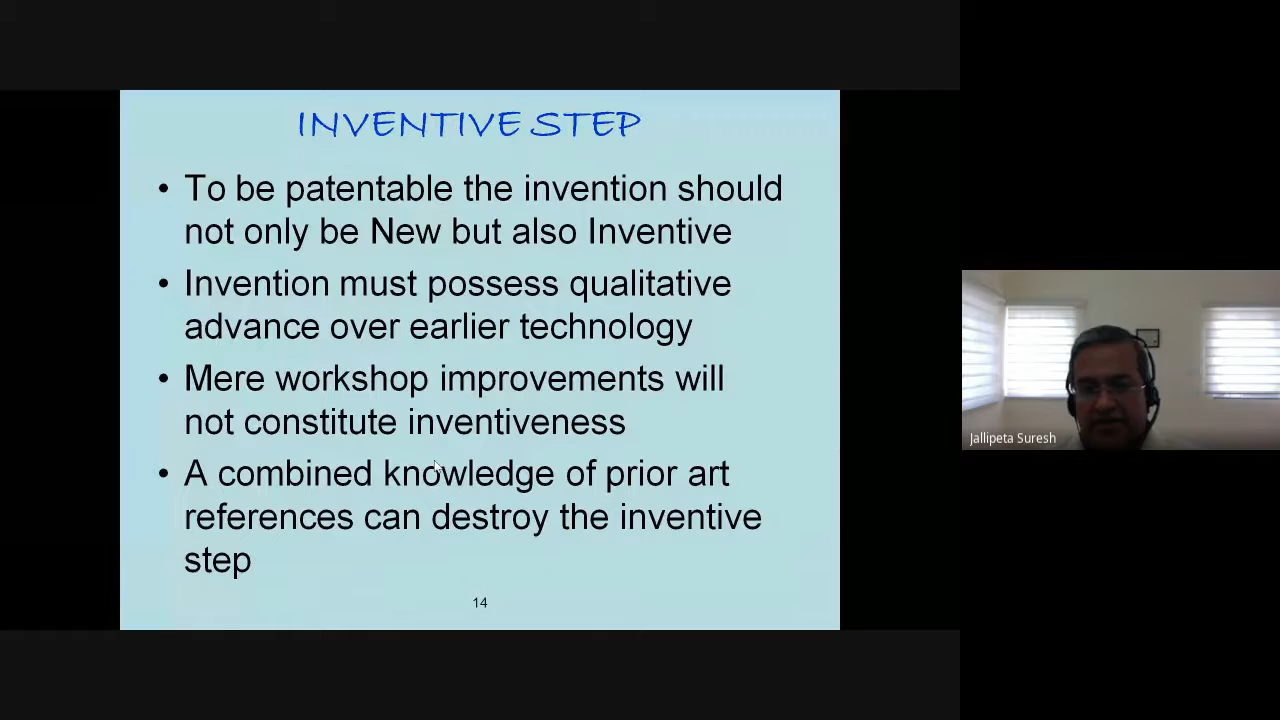 INVENTIVE STEP
• To be patentable the invention should
not only be New but also Inventive
• Invention must possess qualitative
advance over earlier technology
• Mere workshop improvements will
not constitute inventiveness
• A combined knowledge of prior art
references can destroy the inventive
step
14
Jallipeta Suresh